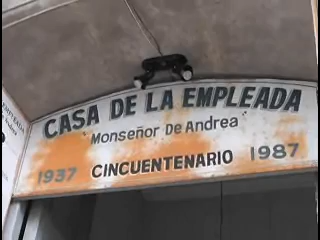 CASA DE LA EMPLEADA
Monseñor De Andrea
1937 CINCUENTENARIO 1987